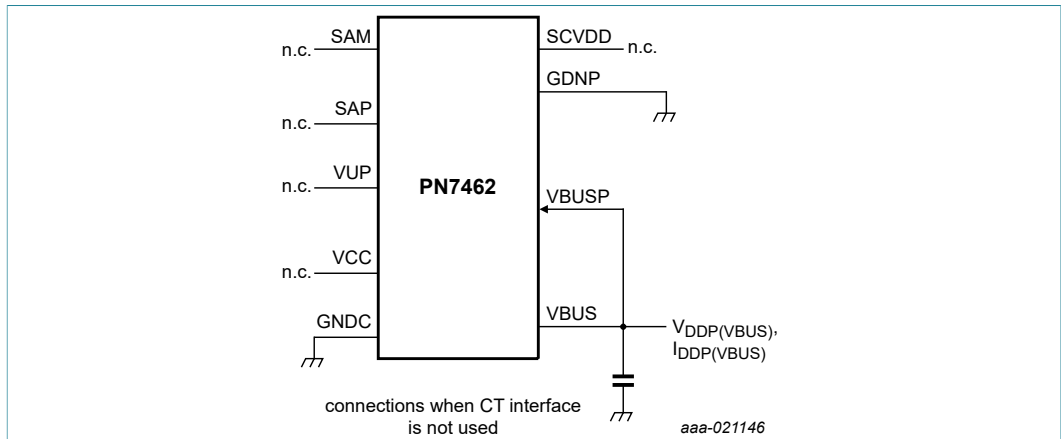 SAM
n.c.
SCVDD
n.c.
GDNP
SAP
n.c.
VUP
n.c.
PN7462
VBUSP
VCC
n.c.
VBUS
GNDC
VDDP(VBUS),
IDDP(VBUS)
connections when CT interface
is not used
aaa-021146